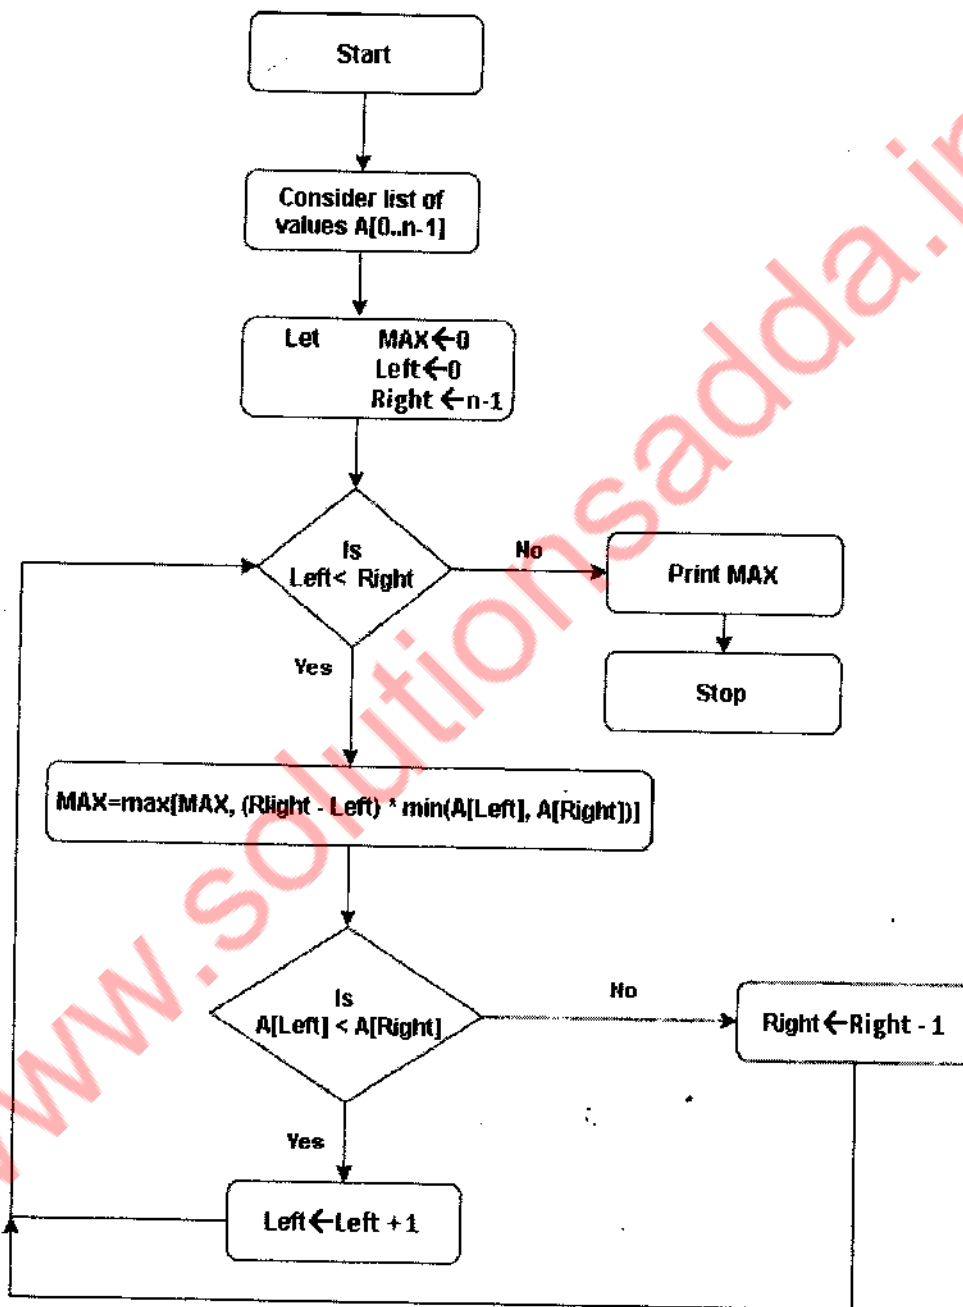 Start
Consider list of
values A[0..n-1]
Let MAX←0
Left←0
Right←n-1
Is
Left< Right
No
Print MAX
Stop
Yes
MAX=max[MAX, (RIight - Left) * min(A[Left], A[Right])]
Is
A[Left] < A[Right]
No
Right←Right - 1
Yes
Left←Left +1
www.solutionsadda.in